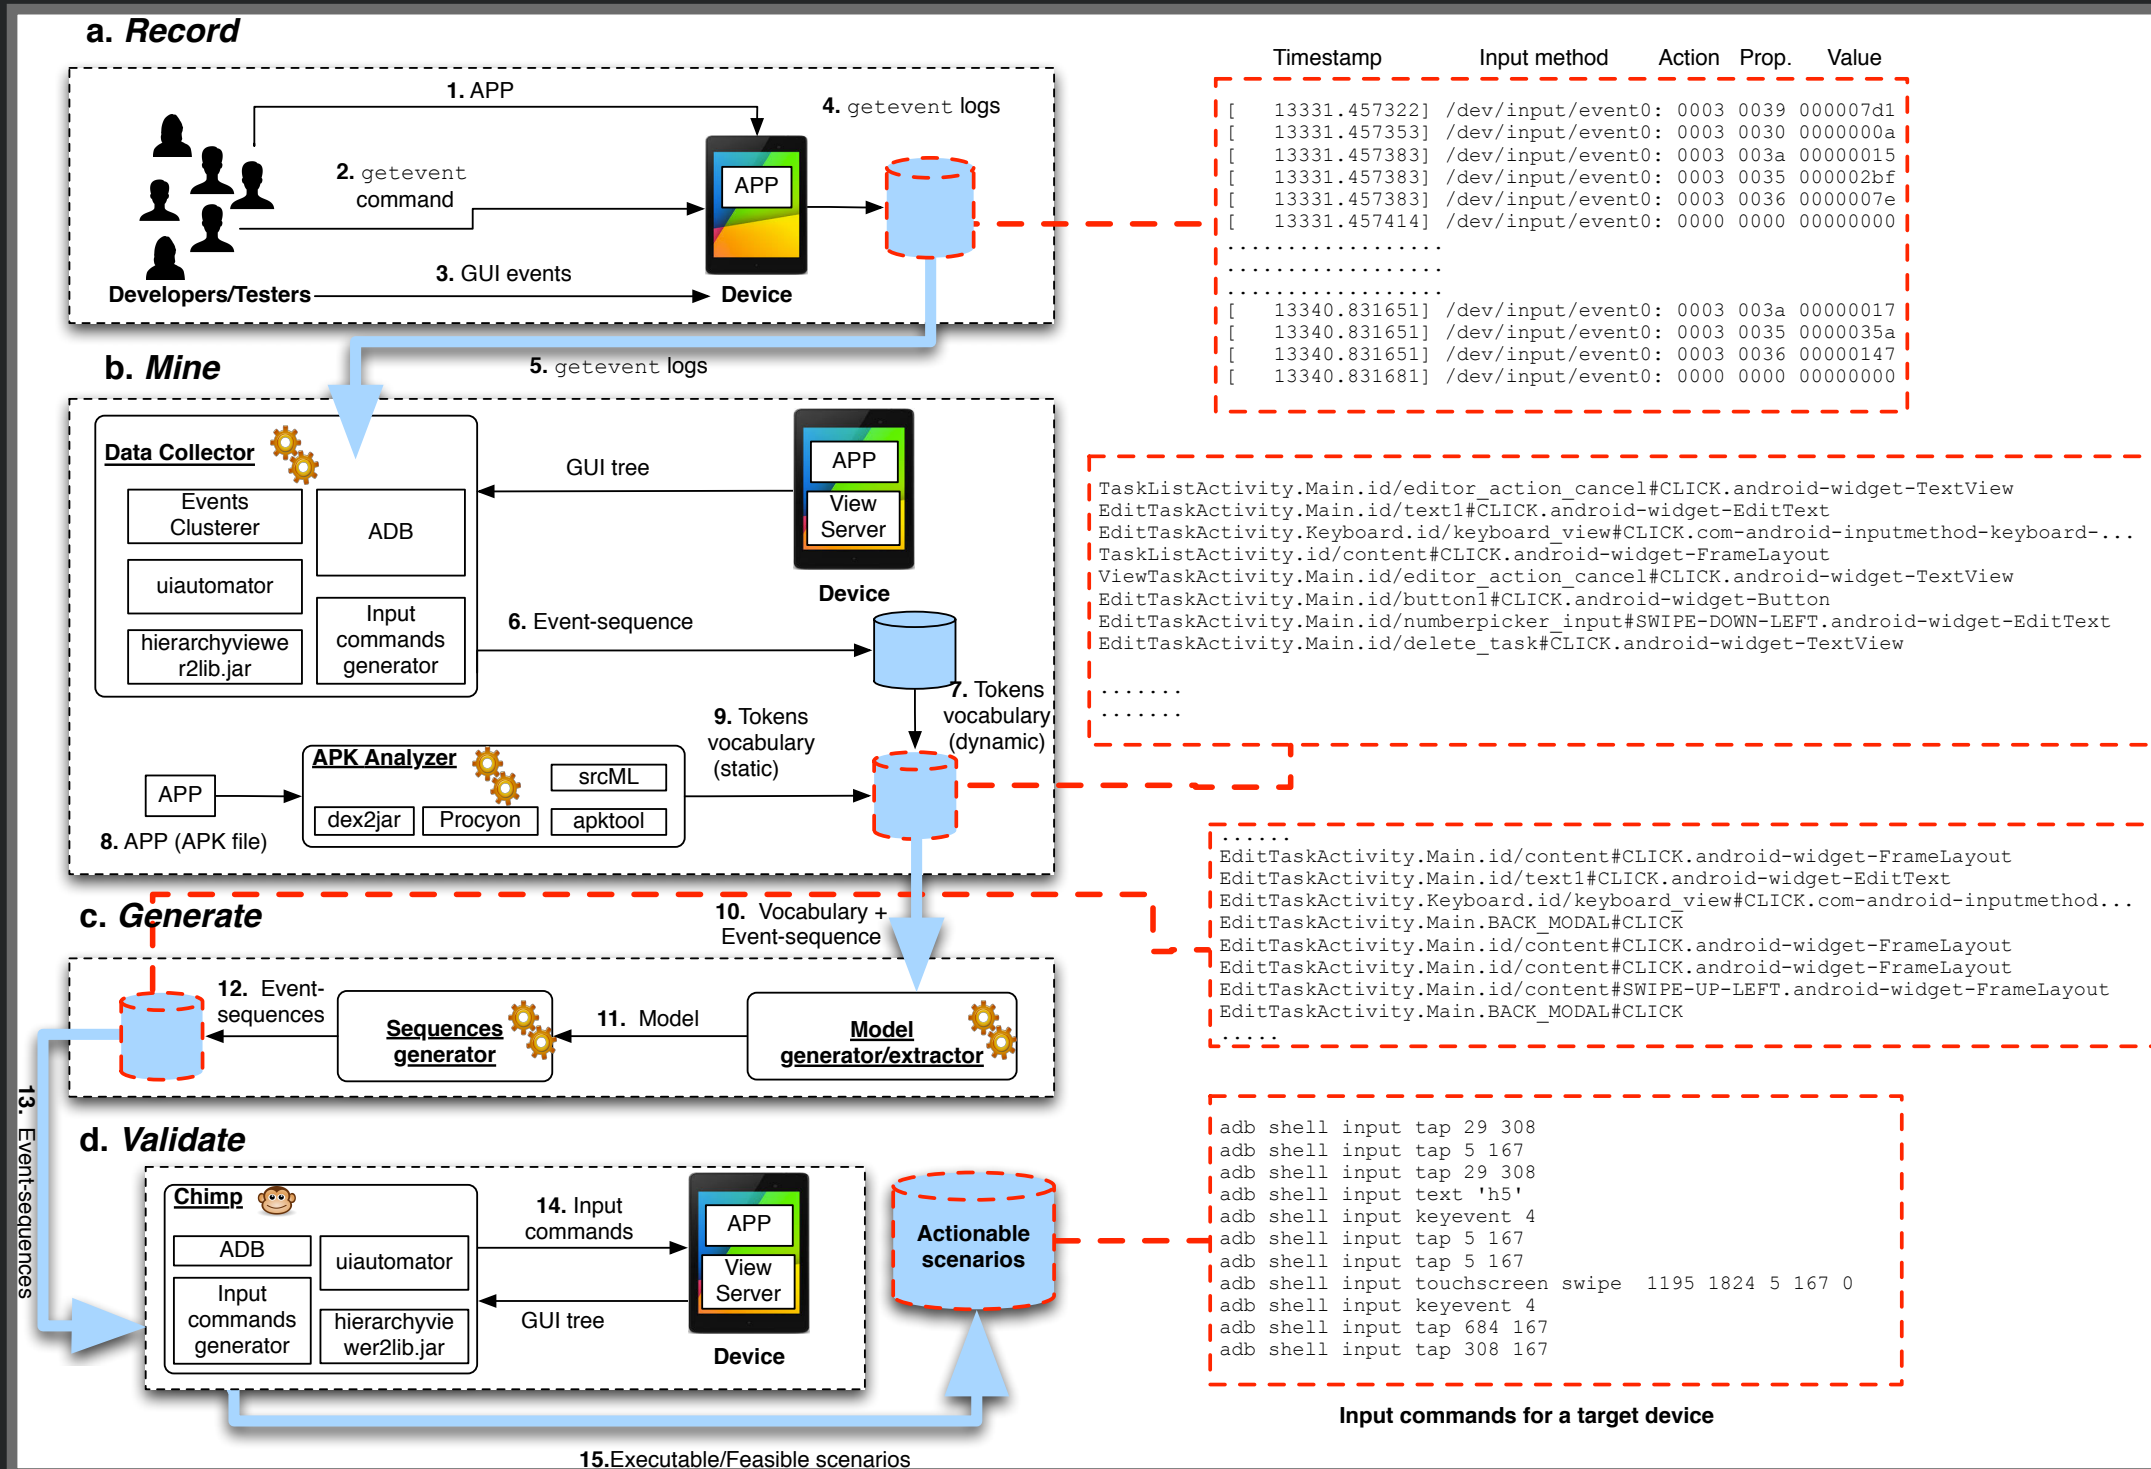 a. Record
1. APP
2. getevent
command
3. GUI events
4. getevent logs
APP
Developers/Testers
Device
Timestamp Input method Action Prop. Value
[ 13331.457322] /dev/input/event0: 0003 0039 000007d1
[ 13331.457353] /dev/input/event0: 0003 0030 0000000a
[ 13331.457383] /dev/input/event0: 0003 003a 00000015
[ 13331.457383] /dev/input/event0: 0003 0035 000002bf
[ 13331.457383] /dev/input/event0: 0003 0036 0000007e
[ 13331.457414] /dev/input/event0: 0000 0000 00000000
..................
..................
..................
[ 13340.831651] /dev/input/event0: 0003 003a 00000017
[ 13340.831651] /dev/input/event0: 0003 0035 0000035a
[ 13340.831651] /dev/input/event0: 0003 0036 00000147
[ 13340.831681] /dev/input/event0: 0000 0000 00000000
5. getevent logs
b. Mine
Data Collector
Events
Clusterer
ADB
uiautomator
Input
commands
generator
hierarchyviewe
r2lib.jar
GUI tree
APP
View
Server
Device
6. Event-sequence
7. Tokens
vocabulary
(dynamic)
9. Tokens
vocabulary
(static)
APK Analyzer
srcML
dex2jar
Procyon
apktool
APP
8. APP (APK file)
TaskListActivity.Main.id/editor_action_cancel#CLICK.android-widget-TextView
EditTaskActivity.Main.id/text1#CLICK.android-widget-EditText
EditTaskActivity.Keyboard.id/keyboard_view#CLICK.com-android-inputmethod-keyboard-...
TaskListActivity.id/content#CLICK.android-widget-FrameLayout
ViewTaskActivity.Main.id/editor_action_cancel#CLICK.android-widget-TextView
EditTaskActivity.Main.id/button1#CLICK.android-widget-Button
EditTaskActivity.Main.id/numberpicker_input#SWIPE-DOWN-LEFT.android-widget-EditText
EditTaskActivity.Main.id/delete_task#CLICK.android-widget-TextView
.......
.......
c. Generate
10. Vocabulary +
Event-sequence
12. Event-
sequences
Sequences
generator
11. Model
Model
generator/extractor
......
EditTaskActivity.Main.id/content#CLICK.android-widget-FrameLayout
EditTaskActivity.Main.id/text1#CLICK.android-widget-EditText
EditTaskActivity.Keyboard.id/keyboard_view#CLICK.com-android-inputmethod...
EditTaskActivity.Main.BACK_MODAL#CLICK
EditTaskActivity.Main.id/content#CLICK.android-widget-FrameLayout
EditTaskActivity.Main.id/content#CLICK.android-widget-FrameLayout
EditTaskActivity.Main.id/content#SWIPE-UP-LEFT.android-widget-FrameLayout
EditTaskActivity.Main.BACK_MODAL#CLICK
.....
13. Event-sequences
d. Validate
Chimp
ADB
uiautomator
Input
commands
generator
hierarchyvie
wer2lib.jar
14. Input
commands
GUI tree
APP
View
Server
Device
Actionable
scenarios
15.Executable/Feasible scenarios
adb shell input tap 29 308
adb shell input tap 5 167
adb shell input tap 29 308
adb shell input text 'h5'
adb shell input keyevent 4
adb shell input tap 5 167
adb shell input tap 5 167
adb shell input touchscreen swipe 1195 1824 5 167 0
adb shell input keyevent 4
adb shell input tap 684 167
adb shell input tap 308 167
Input commands for a target device